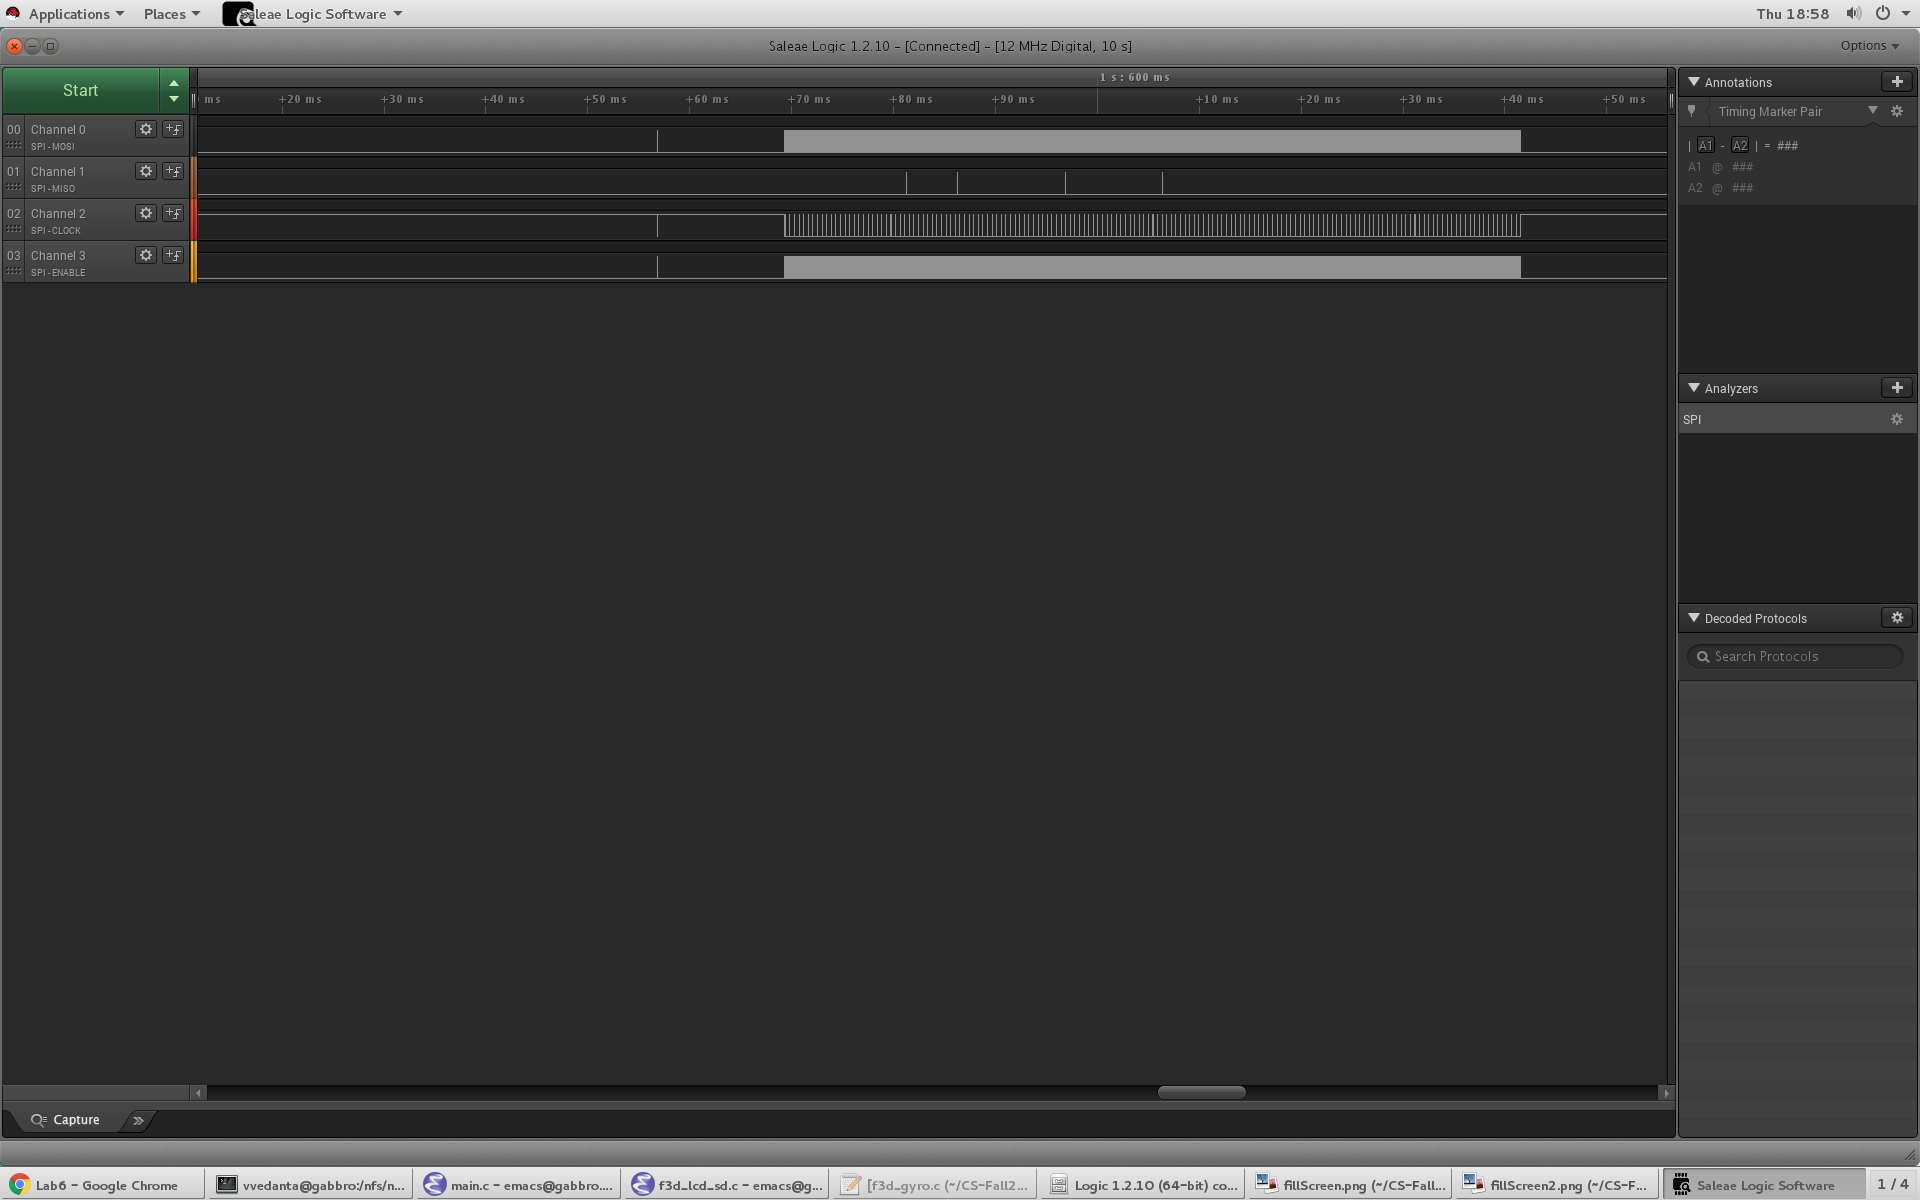 Applications Places Saleae Logic Software Thu 18:58
Saleae Logic 1.2.10 - [Connected] - [12 MHz Digital, 10 s] Options
Start
1 s : 600 ms
ms +20 ms +30 ms +40 ms +50 ms +60 ms +70 ms +80 ms +90 ms +10 ms +20 ms +30 ms +40 ms +50 ms
00 Channel 0
SPI - MOSI
01 Channel 1
SPI - MISO
02 Channel 2
SPI - CLOCK
03 Channel 3
SPI - ENABLE
Annotations
Timing Marker Pair
| A1 - A2 | = ###
A1 @ ###
A2 @ ###
Analyzers
SPI
Decoded Protocols
Search Protocols
Capture
Lab6 - Google Chrome vvedanta@gabbro:/nfs/n... main.c - emacs@gabbro.... f3d_lcd_sd.c - emacs@g... [f3d_gyro.c (~/CS-Fall2... Logic 1.2.10 (64-bit) co... fillScreen.png (~/CS-Fall... fillScreen2.png (~/CS-F... Saleae Logic Software 1 / 4